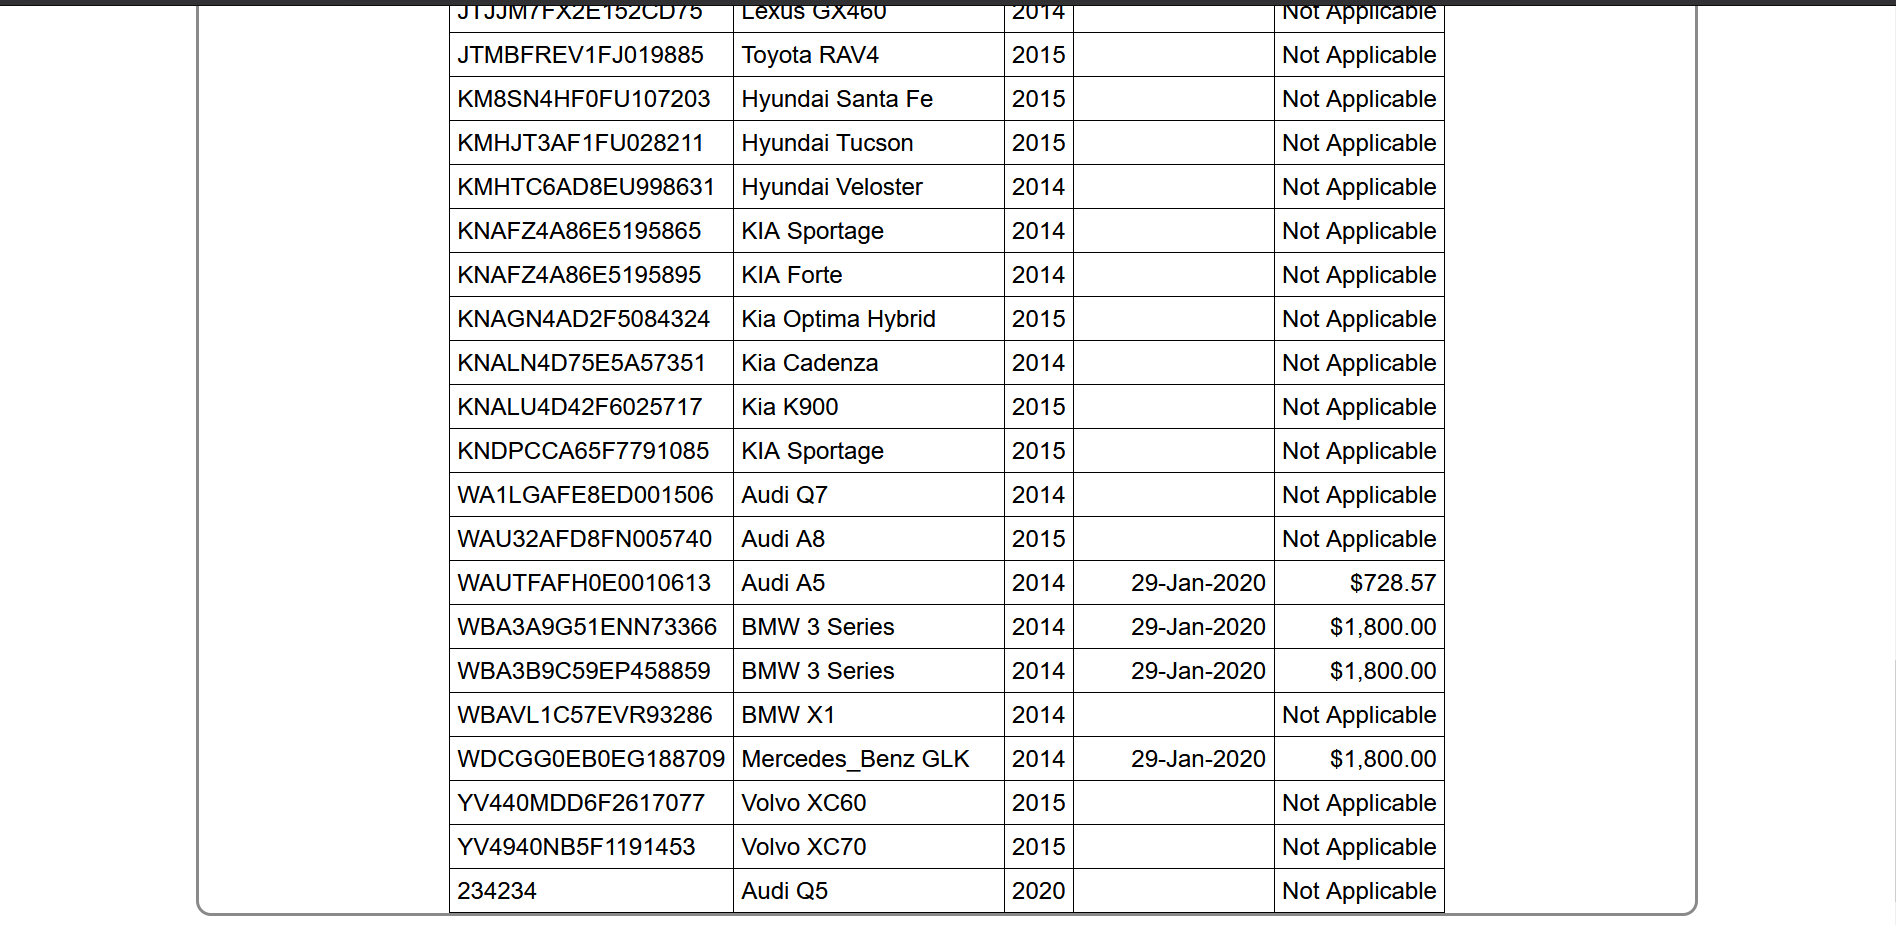 JTJJM7FX2E152CD75 Lexus GX460 2014 Not Applicable
JTMBFREV1FJ019885 Toyota RAV4 2015 Not Applicable
KM8SN4HF0FU107203 Hyundai Santa Fe 2015 Not Applicable
KMHJT3AF1FU028211 Hyundai Tucson 2015 Not Applicable
KMHTC6AD8EU998631 Hyundai Veloster 2014 Not Applicable
KNAFZ4A86E5195865 KIA Sportage 2014 Not Applicable
KNAFZ4A86E5195895 KIA Forte 2014 Not Applicable
KNAGN4AD2F5084324 Kia Optima Hybrid 2015 Not Applicable
KNALN4D75E5A57351 Kia Cadenza 2014 Not Applicable
KNALU4D42F6025717 Kia K900 2015 Not Applicable
KNDPCCA65F7791085 KIA Sportage 2015 Not Applicable
WA1LGAFE8ED001506 Audi Q7 2014 Not Applicable
WAU32AFD8FN005740 Audi A8 2015 Not Applicable
WAUTFAFH0E0010613 Audi A5 2014 29-Jan-2020 $728.57
WBA3A9G51ENN73366 BMW 3 Series 2014 29-Jan-2020 $1,800.00
WBA3B9C59EP458859 BMW 3 Series 2014 29-Jan-2020 $1,800.00
WBAVL1C57EVR93286 BMW X1 2014 Not Applicable
WDCGG0EB0EG188709 Mercedes_Benz GLK 2014 29-Jan-2020 $1,800.00
YV440MDD6F2617077 Volvo XC60 2015 Not Applicable
YV4940NB5F1191453 Volvo XC70 2015 Not Applicable
234234 Audi Q5 2020 Not Applicable